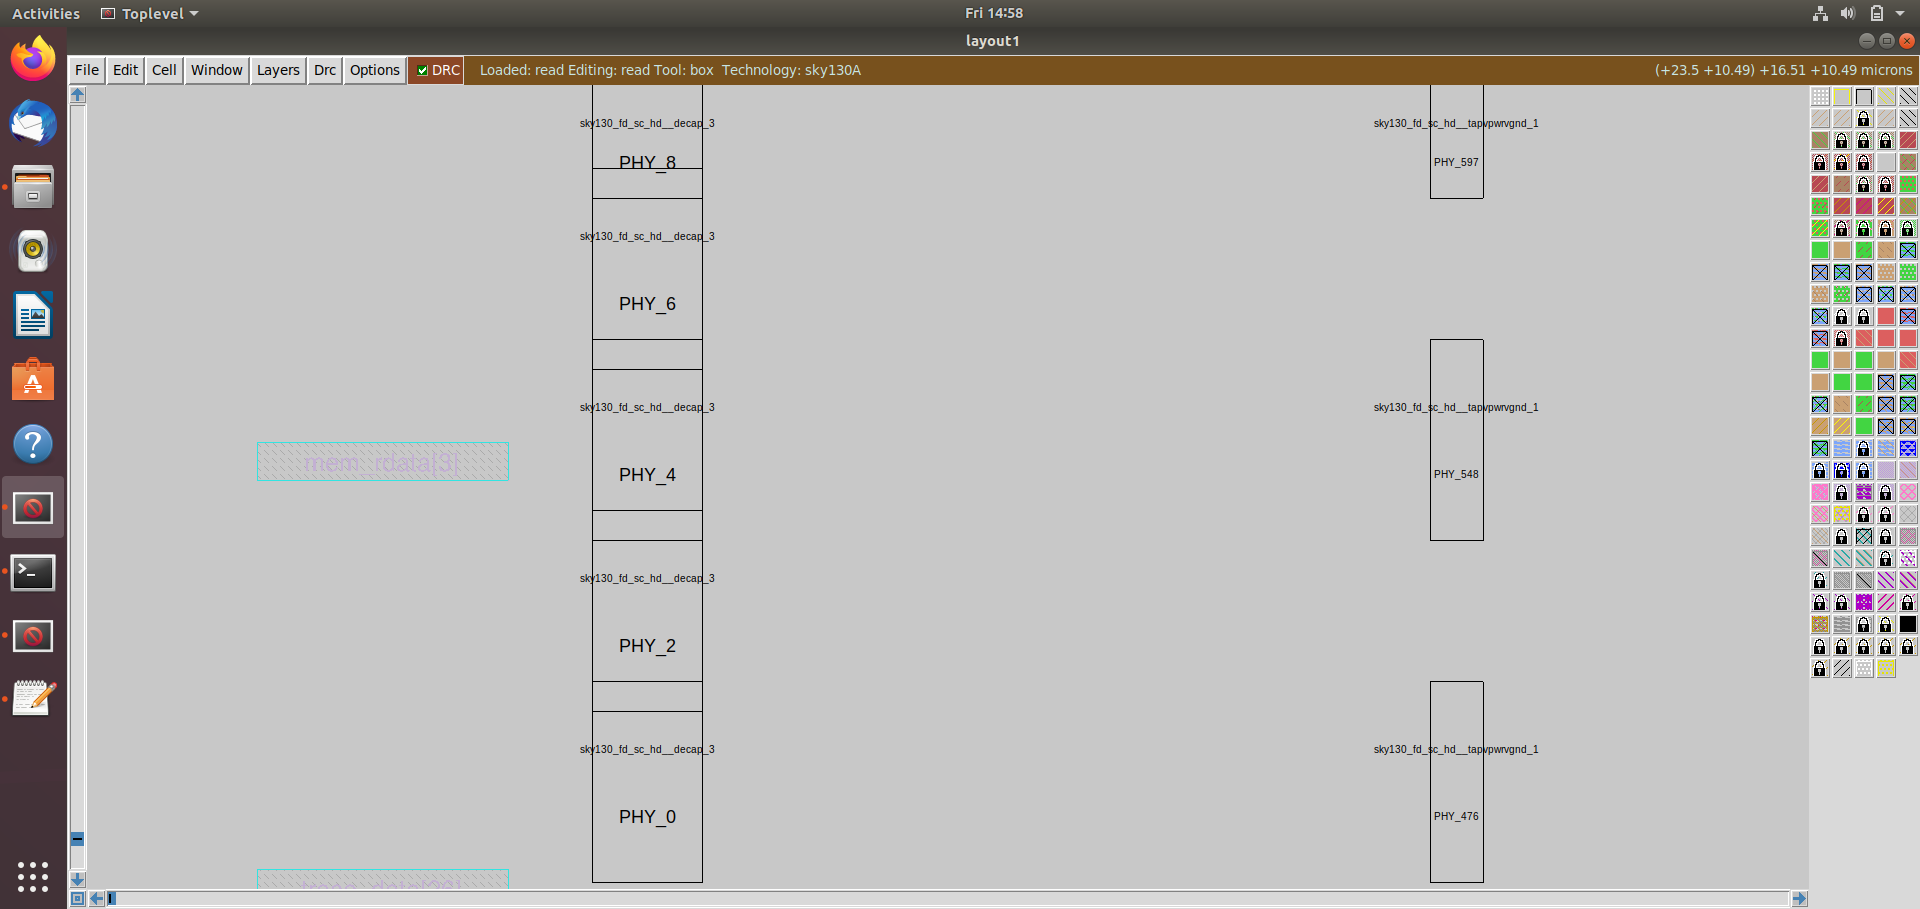 Activities
Toplevel
Fri 14:58
layout1
File Edit Cell Window Layers Drc Options DRC Loaded: read Editing: read Tool: box Technology: sky130A (+23.5 +10.49) +16.51 +10.49 microns
sky130_fd_sc_hd__decap_3
sky130_fd_sc_hd__tapvpwrvgnd_1
PHY_8
PHY_597
sky130_fd_sc_hd__decap_3
PHY_6
sky130_fd_sc_hd__decap_3
sky130_fd_sc_hd__tapvpwrvgnd_1
mem_rdata[3]
PHY_4
PHY_548
sky130_fd_sc_hd__decap_3
PHY_2
sky130_fd_sc_hd__decap_3
sky130_fd_sc_hd__tapvpwrvgnd_1
PHY_0
PHY_476